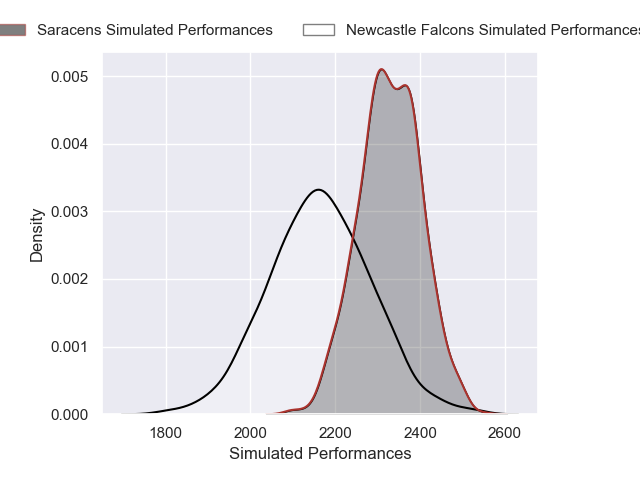 Saracens Simulated Performances
Newcastle Falcons Simulated Performances
0.005
0.004
0.003
0.002
0.001
0.000
Density
1800 2000 2200 2400 2600
Simulated Performances